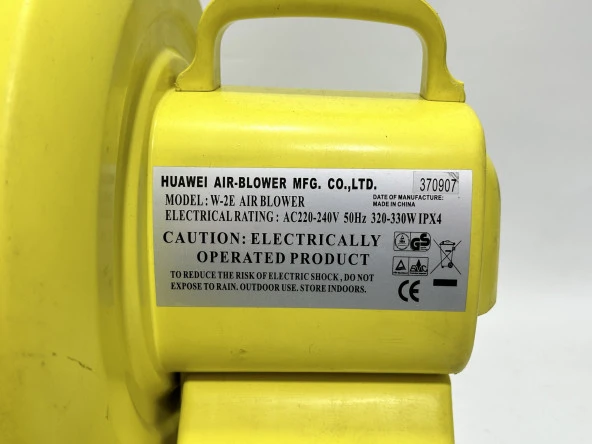 HUAWEI AIR-BLOWER MFG. CO.,LTD.
370907
MODEL: W-2E AIR BLOWER
DATE OF MANUFACTURE:
MADE IN CHINA
ELECTRICAL RATING: AC220-240V 50Hz 320-330W IPX4
CAUTION: ELECTRICALLY
OPERATED PRODUCT
TO REDUCE THE RISK OF ELECTRIC SHOCK , DO NOT
EXPOSE TO RAIN. OUTDOOR USE. STORE INDOORS.
GS
CE